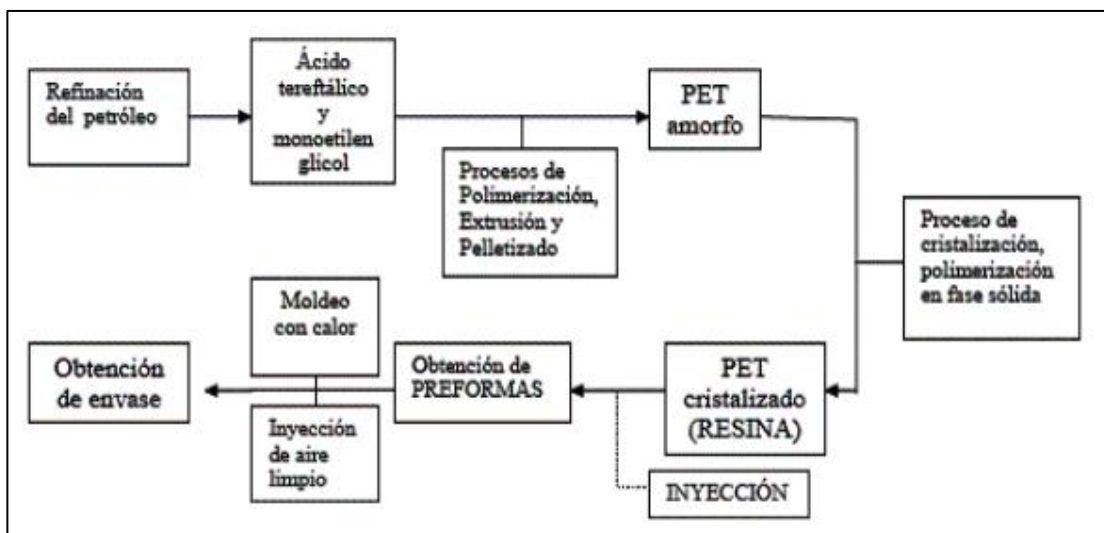 Refinación
del petróleo
Ácido
tereftálico
y
monoetilen
glicol
Procesos de
Polimerización,
Extrusión y
Pelletizado
PET
amorfo
Proceso de
cristalización,
polimerización
en fase sólida
PET
cristalizado
(RESINA)
INYECCIÓN
Obtención de
PREFORMAS
Moldeo
con calor
Inyección
de aire
limpio
Obtención
de envase